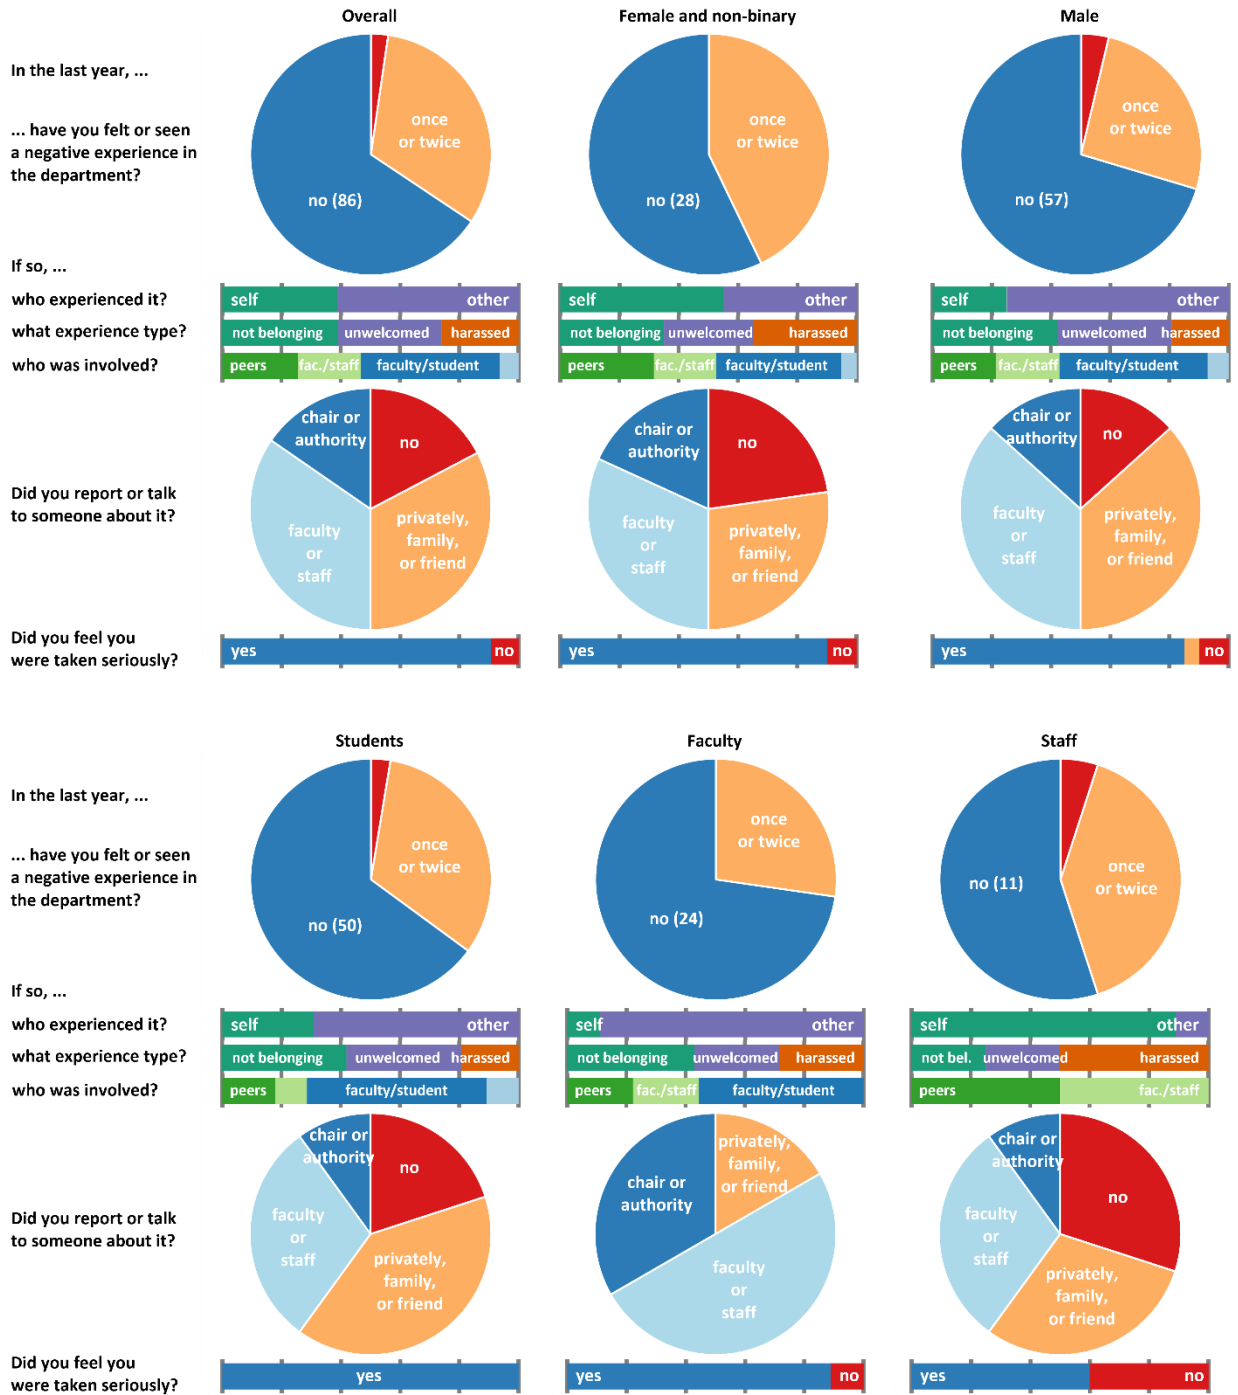 Overall
Female and non-binary
Male
In the last year, ...
... have you felt or seen
a negative experience in
the department?
once
or twice
no (86)
once
or twice
no (28)
once
or twice
no (57)
If so, ...
who experienced it?
self
other
self
other
self
other
what experience type?
not belonging
unwelcomed
harassed
not belonging
unwelcomed
harassed
not belonging
unwelcomed
harassed
who was involved?
peers
fac./staff
faculty/student
peers
fac./staff
faculty/student
peers
fac./staff
faculty/student
Did you report or talk
to someone about it?
chair or
authority
no
faculty
or
staff
privately,
family,
or friend
chair or
authority
no
faculty
or
staff
privately,
family,
or friend
chair or
authority
no
faculty
or
staff
privately,
family,
or friend
Did you feel you
were taken seriously?
yes
no
yes
no
yes
no
Students
Faculty
Staff
In the last year, ...
... have you felt or seen
a negative experience in
the department?
once
or twice
no (50)
once
or twice
no (24)
once
or twice
no (11)
If so, ...
who experienced it?
self
other
self
other
self
other
what experience type?
not belonging
unwelcomed
harassed
not belonging
unwelcomed
harassed
not bel.
unwelcomed
harassed
who was involved?
peers
faculty/student
peers
fac./staff
faculty/student
peers
fac./staff
Did you report or talk
to someone about it?
chair or
authority
no
faculty
or
staff
privately,
family,
or friend
privately,
family,
or friend
chair or
authority
faculty
or
staff
chair or
authority
no
faculty
or
staff
privately,
family,
or friend
Did you feel you
were taken seriously?
yes
yes
no
yes
no